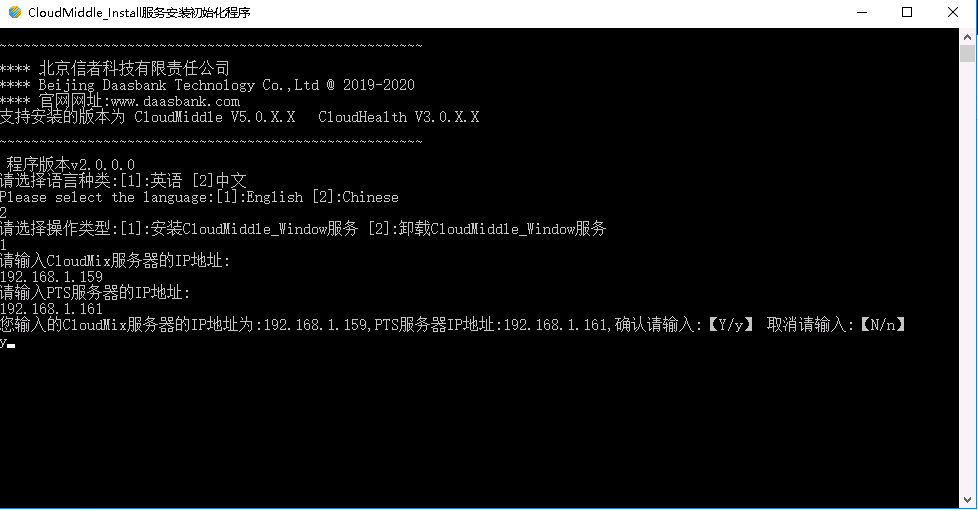 CloudMiddle_Install服务安装初始化程序
~~~~~~~~~~~~~~~~~~~~~~~~~~~~~~~~~~~~~~~~~~~~~~~~~~~~~
**** 北京信者科技有限责任公司
**** Beijing Daasbank Technology Co.,Ltd @ 2019-2020
**** 官网网址:www.daasbank.com
支持安装的版本为 CloudMiddle V5.0.X.X   CloudHealth V3.0.X.X
~~~~~~~~~~~~~~~~~~~~~~~~~~~~~~~~~~~~~~~~~~~~~~~~~~~~~
程序版本v2.0.0.0
请选择语言种类:[1]:英语 [2]中文
Please select the language:[1]:English [2]:Chinese
2
请选择操作类型:[1]:安装CloudMiddle_Window服务 [2]:卸载CloudMiddle_Window服务
1
请输入CloudMix服务器的IP地址:
192.168.1.159
请输入PTS服务器的IP地址:
192.168.1.161
您输入的CloudMix服务器的IP地址为:192.168.1.159,PTS服务器IP地址:192.168.1.161,确认请输入:【Y/y】 取消请输入:【N/n】
y